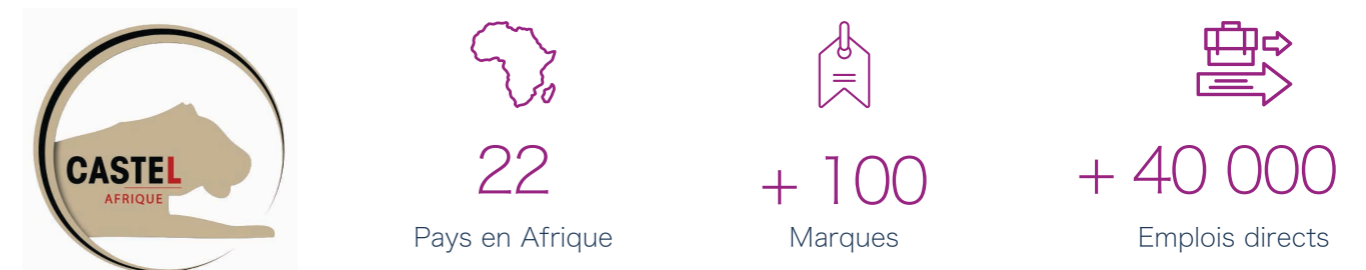 CASTEL
AFRIQUE
22
Pays en Afrique
+ 100
Marques
+ 40 000
Emplois directs